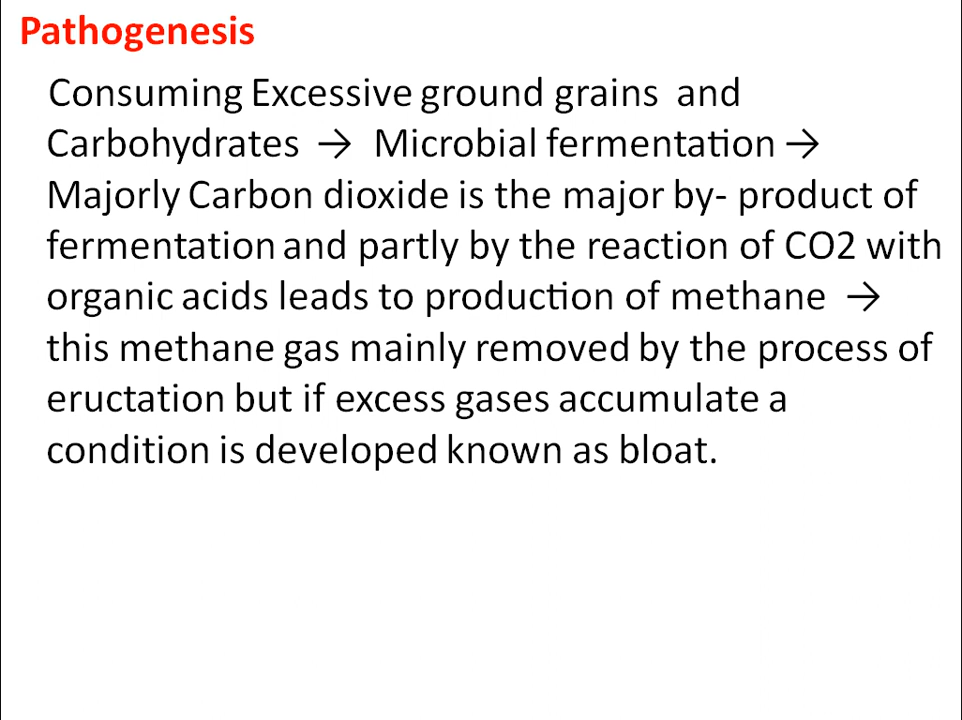 Pathogenesis
Consuming Excessive ground grains and
Carbohydrates → Microbial fermentation →
Majorly Carbon dioxide is the major by- product of
fermentation and partly by the reaction of CO2 with
organic acids leads to production of methane →
this methane gas mainly removed by the process of
eructation but if excess gases accumulate a
condition is developed known as bloat.